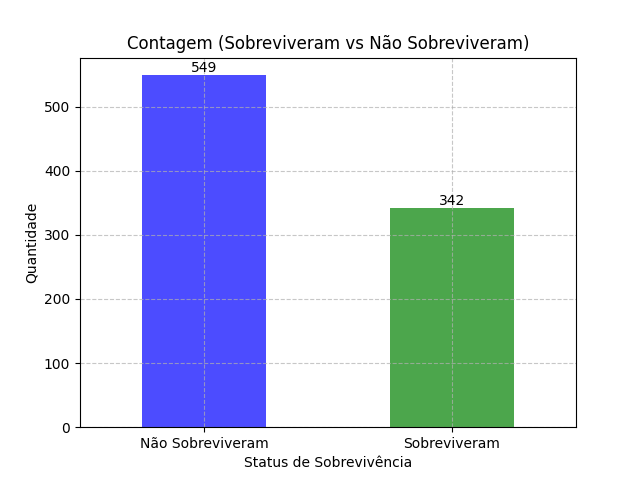 Contagem (Sobreviveram vs Não Sobreviveram)
549
500
400
342
300
200
100
0
Quantidade
Não Sobreviveram
Sobreviveram
Status de Sobrevivência